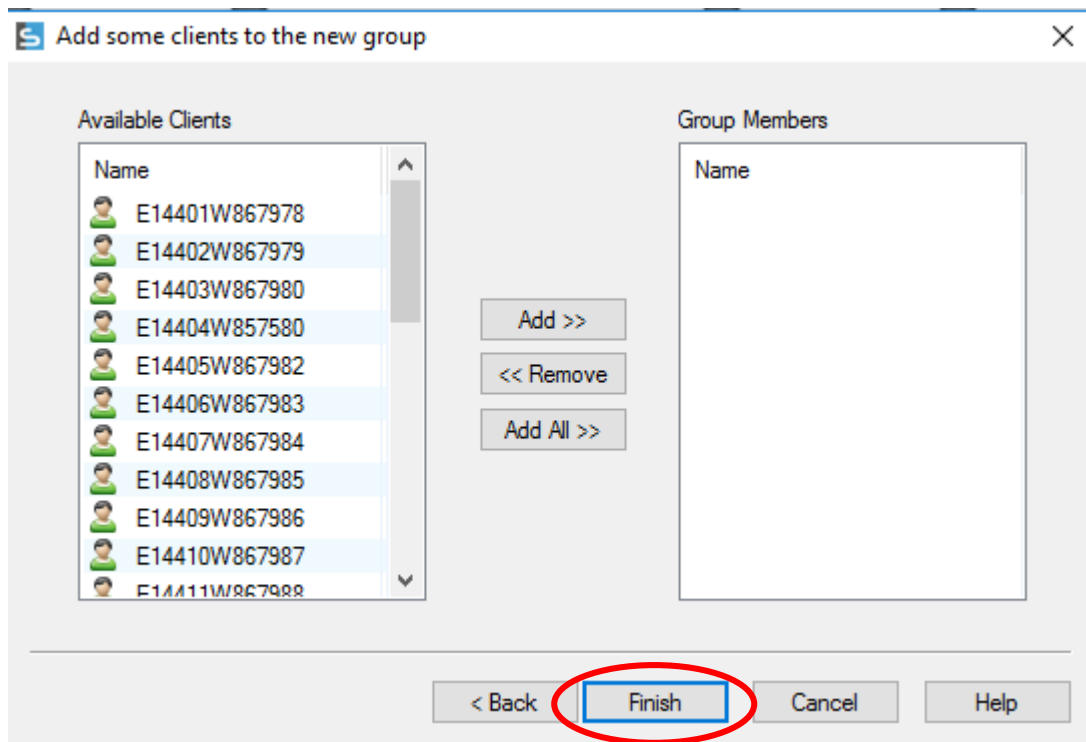 Add some clients to the new group
Available Clients
Name
E14401W867978
E14402W867979
E14403W867980
E14404W857580
E14405W867982
E14406W867983
E14407W867984
E14408W867985
E14409W867986
E14410W867987
E14411W867988
Add >>
<< Remove
Add All >>
Group Members
Name
< Back Finish Cancel Help